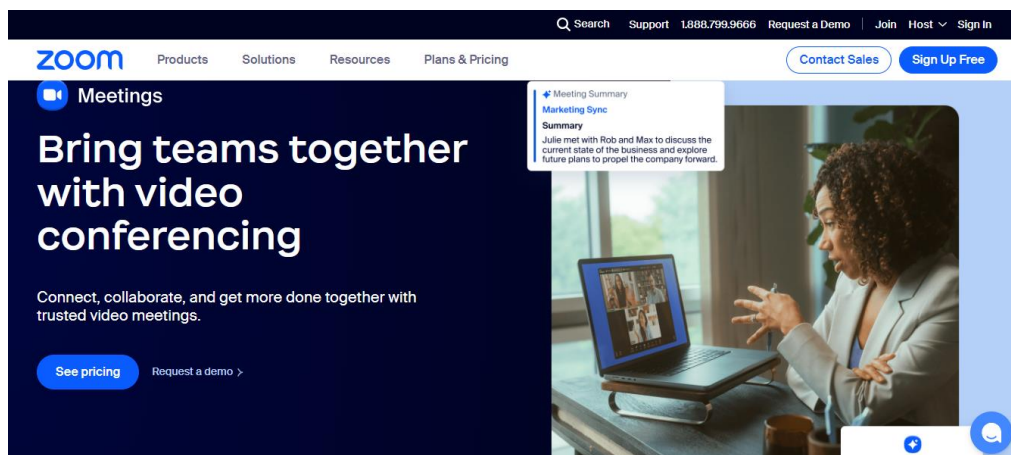 Search Support 1.888.799.9666 Request a Demo Join Host Sign In
zoom Products Solutions Resources Plans & Pricing Contact Sales Sign Up Free
Meetings
Bring teams together
with video
conferencing
Connect, collaborate, and get more done together with
trusted video meetings.
See pricing Request a demo
Meeting Summary
Marketing Sync
Summary
Julie met with Rob and Max to discuss the
current state of the business and explore
future plans to propel the company forward.